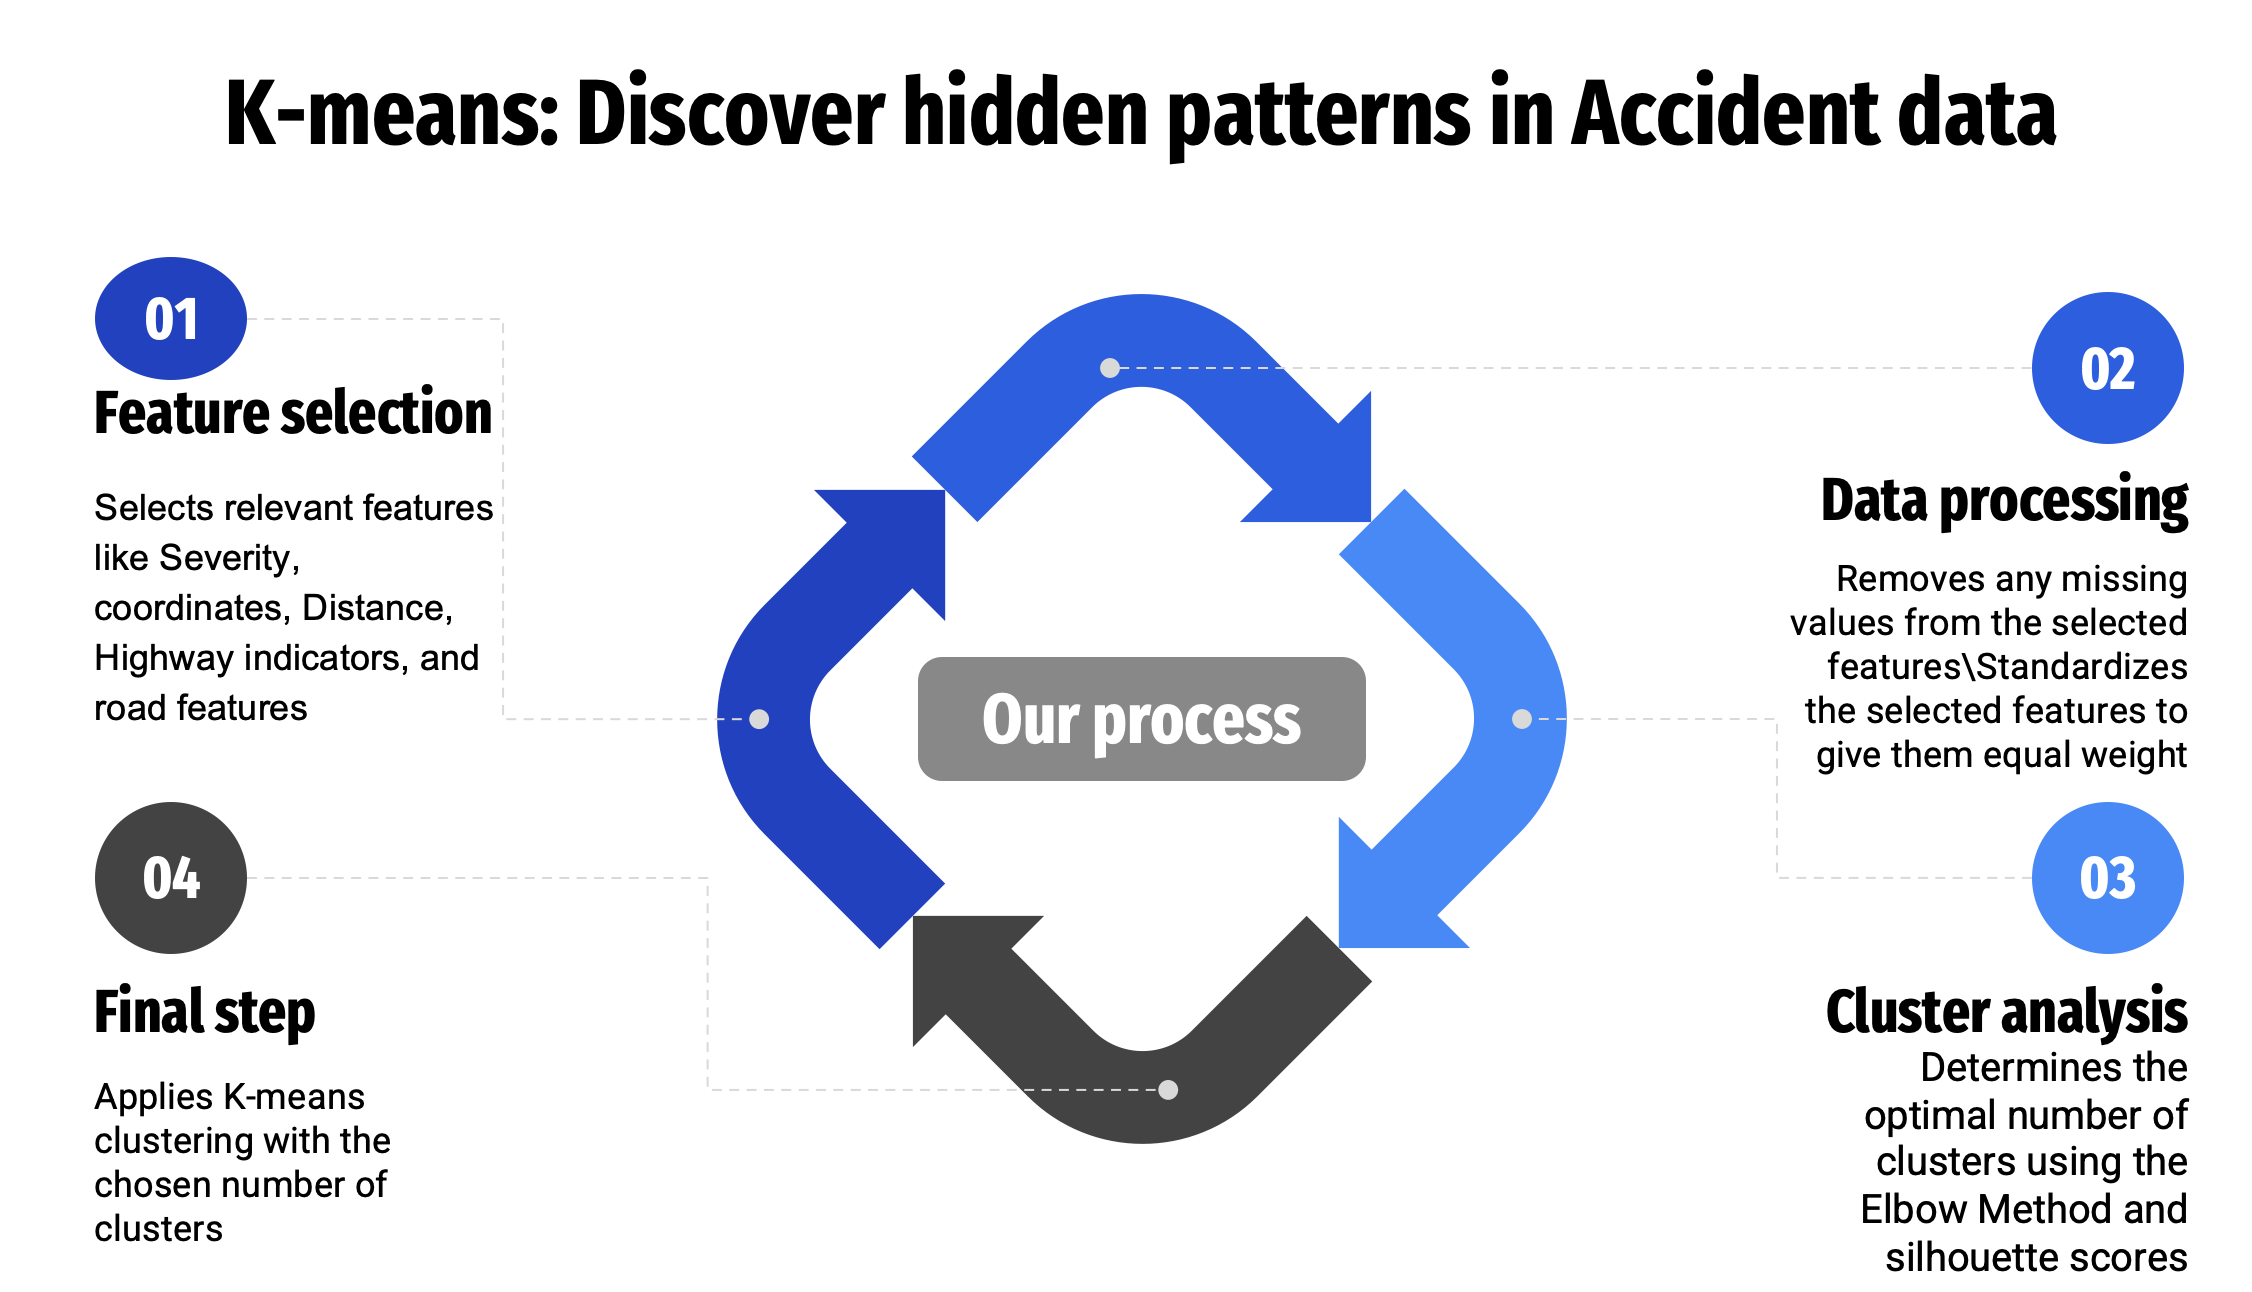 K-means: Discover hidden patterns in Accident data
01
Feature selection
Selects relevant features
like Severity,
coordinates, Distance,
Highway indicators, and
road features
02
Data processing
Removes any missing
values from the selected
features\Standardizes
the selected features to
give them equal weight
Our process
03
Cluster analysis
Determines the
optimal number of
clusters using the
Elbow Method and
silhouette scores
04
Final step
Applies K-means
clustering with the
chosen number of
clusters